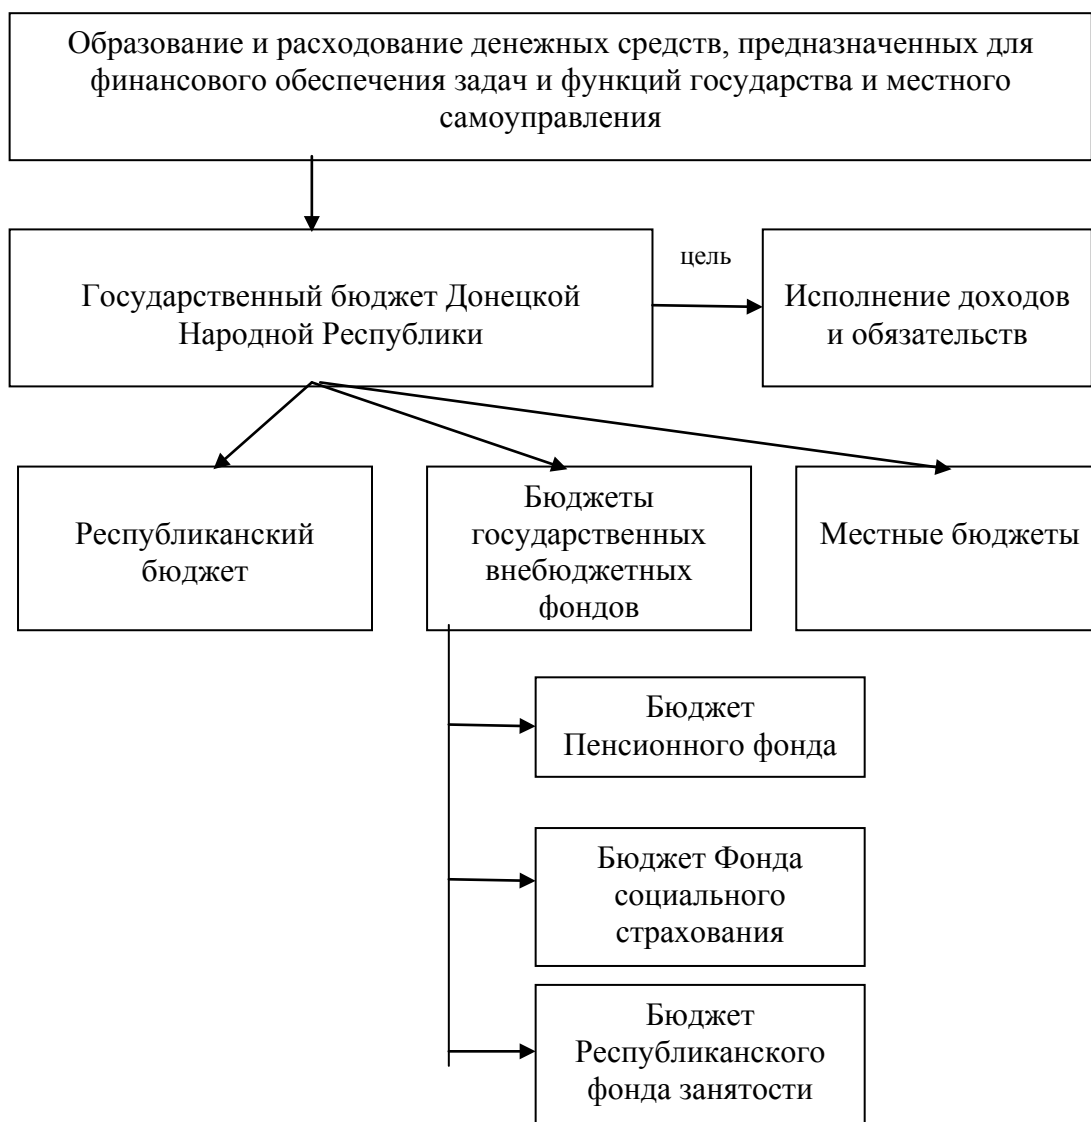 Образование и расходование денежных средств, предназначенных для
финансового обеспечения задач и функций государства и местного
самоуправления
Государственный бюджет Донецкой
Народной Республики
цель
Исполнение доходов
и обязательств
Республиканский
бюджет
Бюджеты
государственных
внебюджетных
фондов
Местные бюджеты
Бюджет
Пенсионного фонда
Бюджет Фонда
социального
страхования
Бюджет
Республиканского
фонда занятости